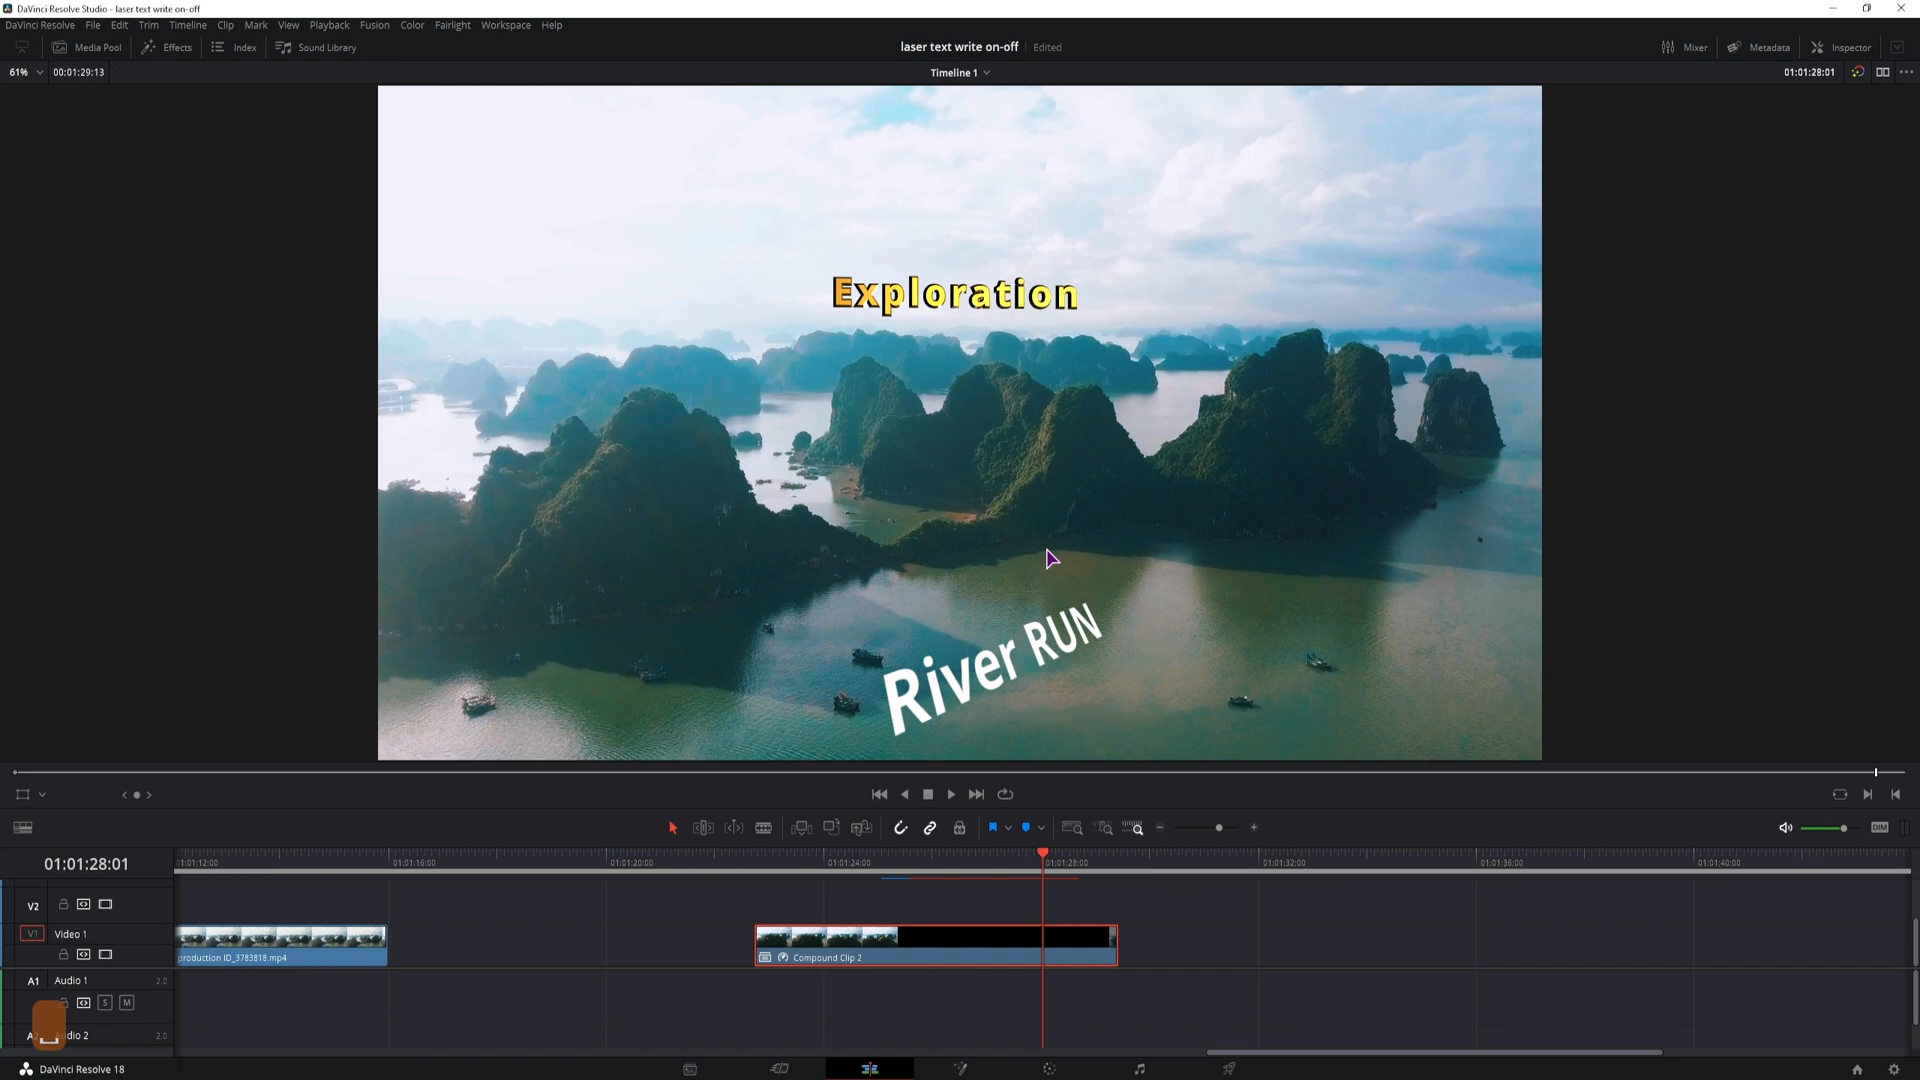 DaVinci Resolve Studio - laser text write on-off
DaVinci Resolve File Edit Trim Timeline Clip Mark View Playback Fusion Color Fairlight Workspace Help
Media Pool Effects Index Sound Library laser text write on-off Edited Mixer Metadata Inspector
61% 00:01:29:13 Timeline 1 01:01:28:01
Exploration
River RUN
DIM
01:01:28:01 01:01:12:00 01:01:16:00 01:01:20:00 01:01:24:00 01:01:28:00 01:01:32:00 01:01:36:00 01:01:40:00
V2
V1 Video 1
production ID_3783818.mp4 Compound Clip 2
A1 Audio 1 2.0
S M
Audio 2 2.0
DaVinci Resolve 18